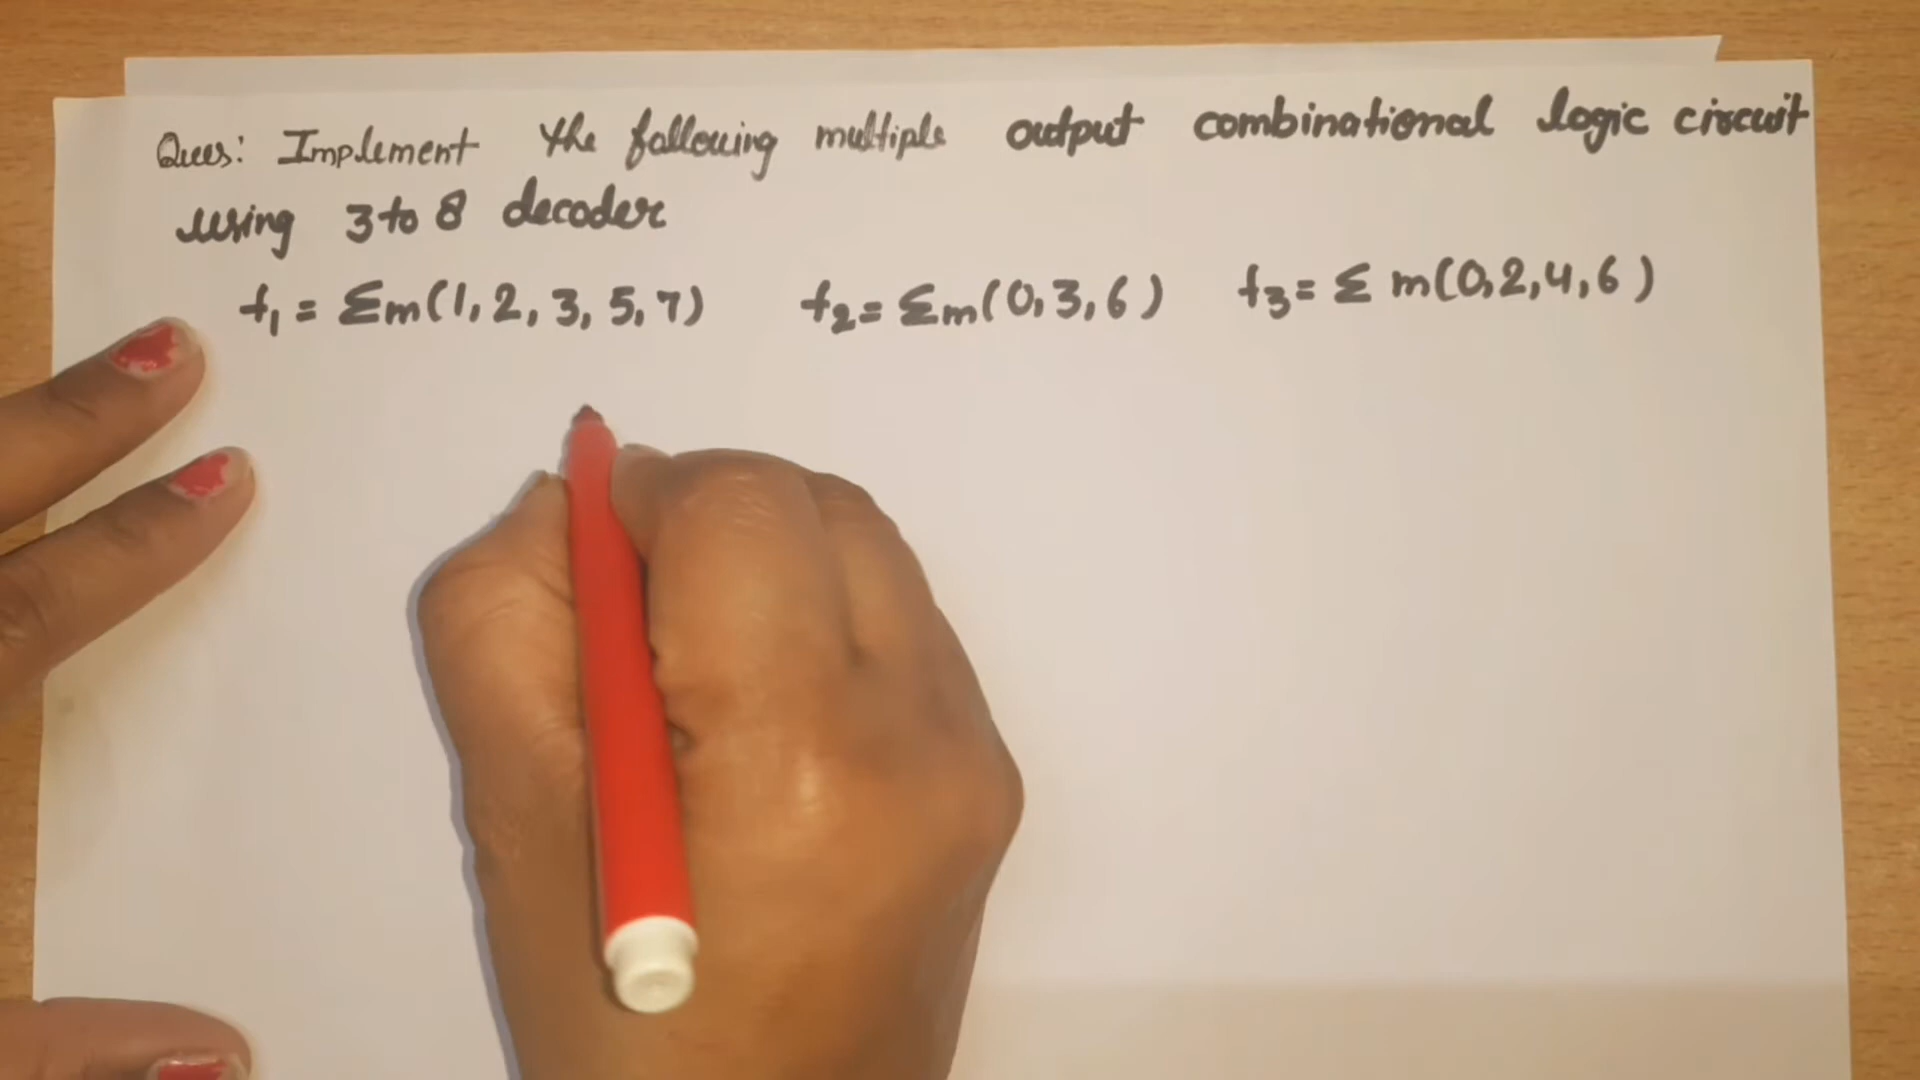 Ques: Implement the following multiple output combinational logic circuit
using 3 to 8 decoder
f₁ = Σm(1, 2, 3, 5, 7) f₂ = Σm(0, 3, 6) f₃ = Σ m(0, 2, 4, 6)